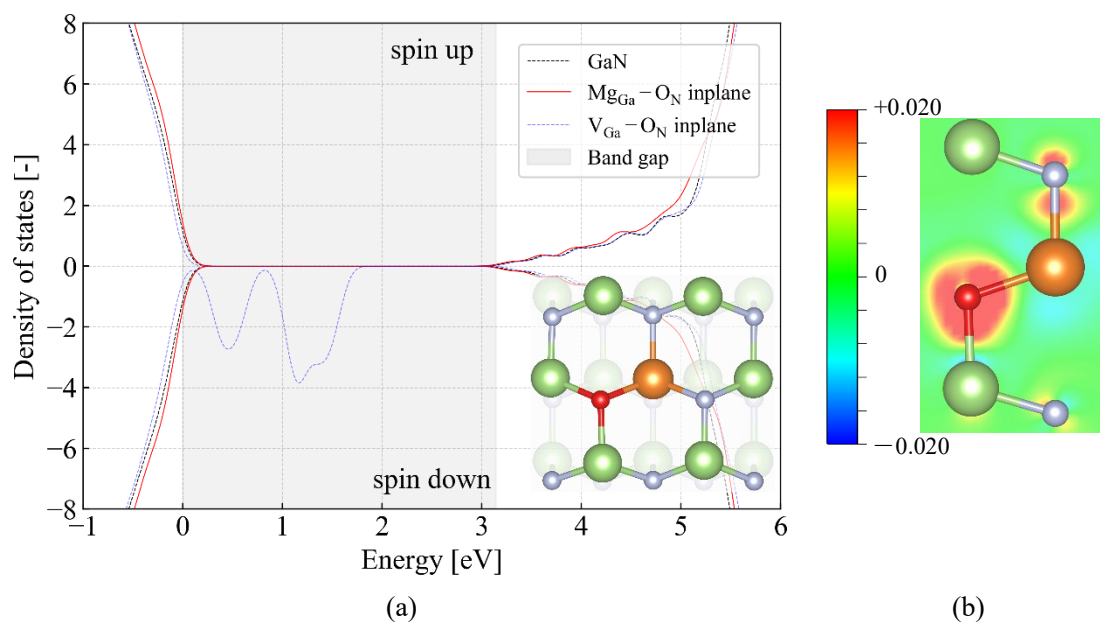 8
6
4
2
0
−2
−4
−6
−8
Density of states [-]
spin up
GaN
Mg_Ga − O_N inplane
V_Ga − O_N inplane
Band gap
spin down
−1
0
1
2
3
4
5
6
Energy [eV]
(a)
+0.020
0
−0.020
(b)